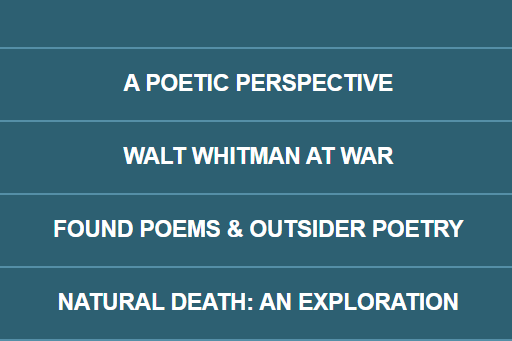 A POETIC PERSPECTIVE
WALT WHITMAN AT WAR
FOUND POEMS & OUTSIDER POETRY
NATURAL DEATH: AN EXPLORATION